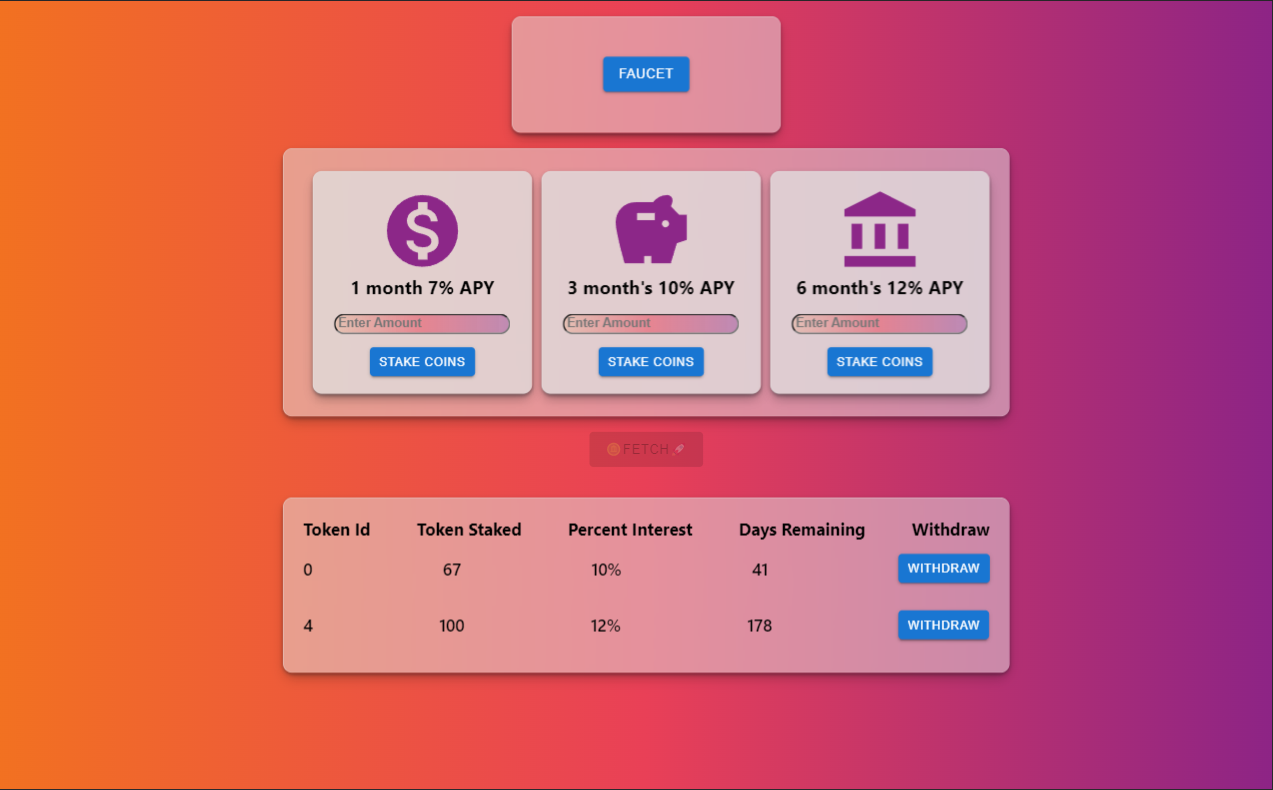 FAUCET
1 month 7% APY
3 month's 10% APY
6 month's 12% APY
Enter Amount
Enter Amount
Enter Amount
STAKE COINS
STAKE COINS
STAKE COINS
FETCH
Token Id Token Staked Percent Interest Days Remaining Withdraw
0 67 10% 41 WITHDRAW
4 100 12% 178 WITHDRAW